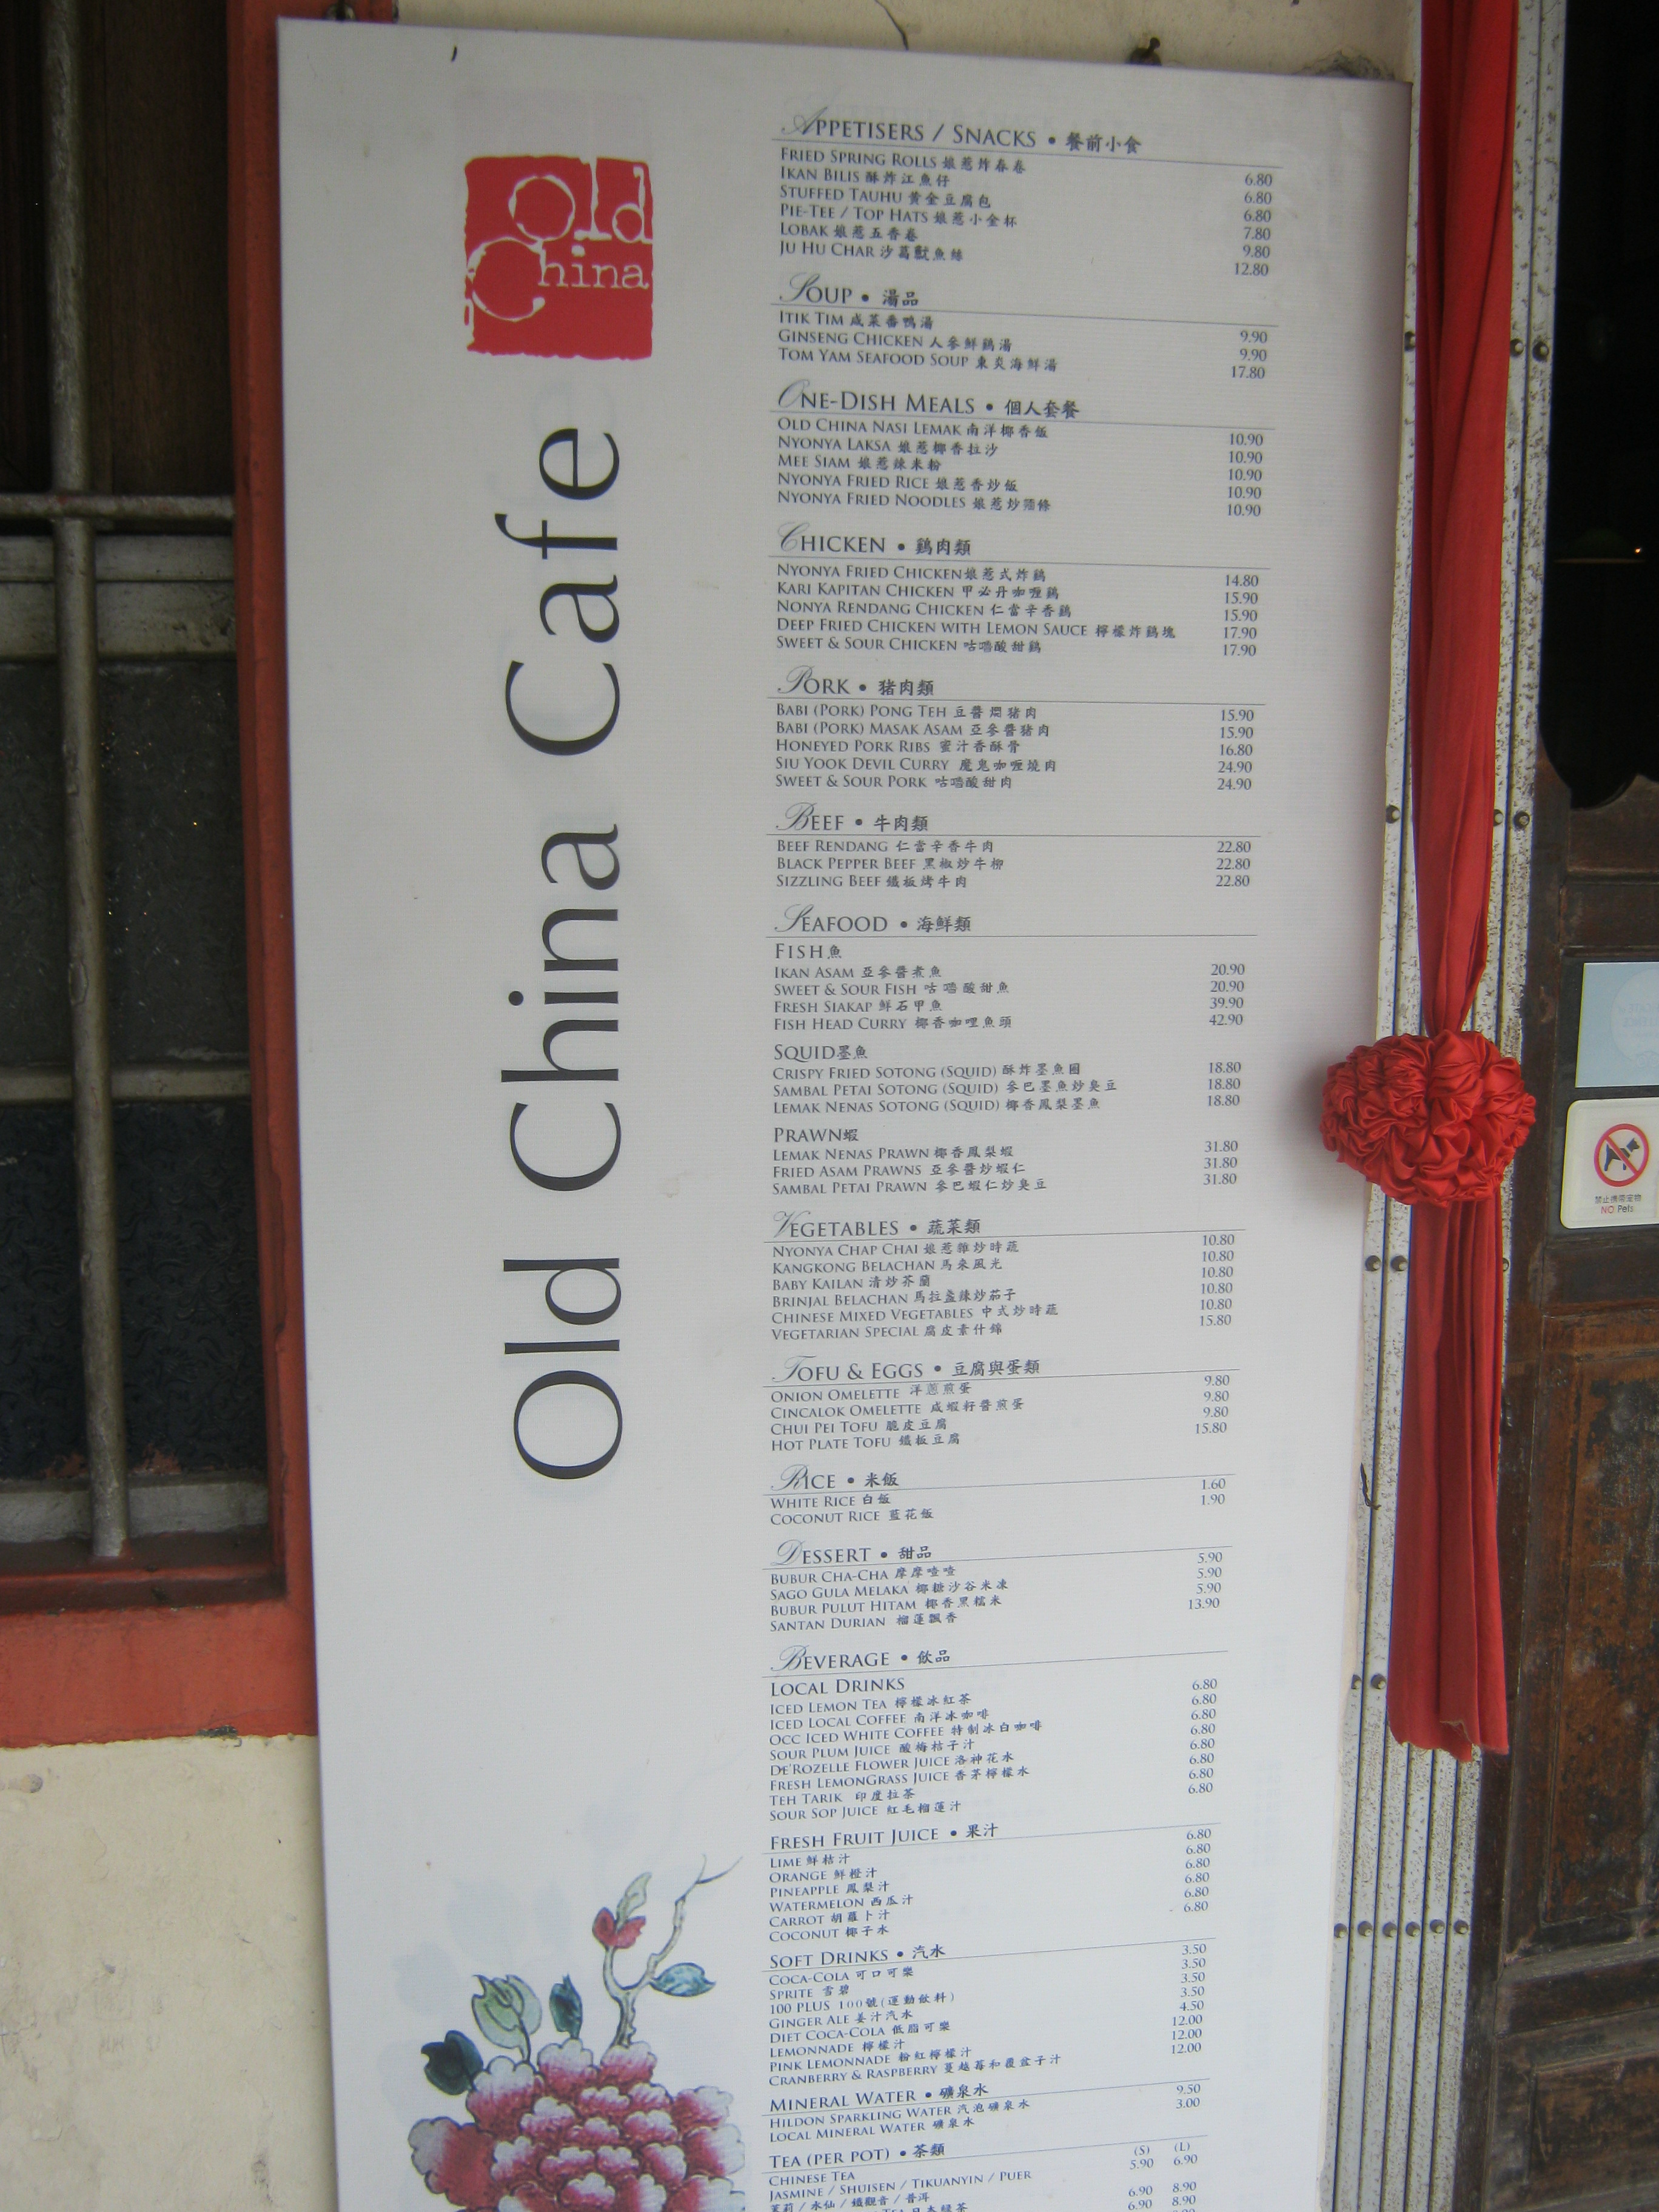 Old China
Old China Cafe
APPETISERS / SNACKS • 餐前小食
FRIED SPRING ROLLS 娘惹炸春卷 6.80
IKAN BILIS 酥炸江魚仔 6.80
STUFFED TAUHU 黄金豆腐包 6.80
PIE-TEE / TOP HATS 娘惹小金杯 7.80
LOBAK 娘惹五香卷 9.80
JU HU CHAR 沙葛魷魚絲 12.80
SOUP • 湯品
ITIK TIM 咸菜番鴨湯 9.90
GINSENG CHICKEN 人參鮮鷄湯 9.90
TOM YAM SEAFOOD SOUP 東炎海鮮湯 17.80
ONE-DISH MEALS • 個人套餐
OLD CHINA NASI LEMAK 南洋椰香飯 10.90
NYONYA LAKSA 娘惹椰香拉沙 10.90
MEE SIAM 娘惹辣米粉 10.90
NYONYA FRIED RICE 娘惹香炒飯 10.90
NYONYA FRIED NOODLES 娘惹炒麵條 10.90
CHICKEN • 鷄肉類
NYONYA FRIED CHICKEN 娘惹式炸鷄 14.80
KARI KAPITAN CHICKEN 甲必丹咖喱鷄 15.90
NONYA RENDANG CHICKEN 仁當辛香鷄 15.90
DEEP FRIED CHICKEN WITH LEMON SAUCE 檸檬炸鷄塊 17.90
SWEET & SOUR CHICKEN 咕嚕酸甜鷄 17.90
PORK • 猪肉類
BABI (PORK) PONG TEH 豆醬燜猪肉 15.90
BABI (PORK) MASAK ASAM 亞參醬猪肉 15.90
HONEYED PORK RIBS 蜜汁香酥骨 16.80
SIU YOOK DEVIL CURRY 魔鬼咖喱燒肉 24.90
SWEET & SOUR PORK 咕嚕酸甜肉 24.90
BEEF • 牛肉類
BEEF RENDANG 仁當辛香牛肉 22.80
BLACK PEPPER BEEF 黑椒炒牛柳 22.80
SIZZLING BEEF 鐵板烤牛肉 22.80
SEAFOOD • 海鮮類
FISH 魚
IKAN ASAM 亞參醬煮魚 20.90
SWEET & SOUR FISH 咕嚕酸甜魚 20.90
FRESH SIAKAP 鮮石甲魚 39.90
FISH HEAD CURRY 椰香咖哩魚頭 42.90
SQUID 墨魚
CRISPY FRIED SOTONG (SQUID) 酥炸墨魚圈 18.80
SAMBAL PETAI SOTONG (SQUID) 參巴墨魚炒臭豆 18.80
LEMAK NENAS SOTONG (SQUID) 椰香鳳梨墨魚 18.80
PRAWN 蝦
LEMAK NENAS PRAWN 椰香鳳梨蝦 31.80
FRIED ASAM PRAWNS 亞參醬炒蝦仁 31.80
SAMBAL PETAI PRAWN 參巴蝦仁炒臭豆 31.80
VEGETABLES • 蔬菜類
NYONYA CHAP CHAI 娘惹雜炒時蔬 10.80
KANGKONG BELACHAN 馬來風光 10.80
BABY KAILAN 清炒芥蘭 10.80
BRINJAL BELACHAN 馬拉盞辣炒茄子 10.80
CHINESE MIXED VEGETABLES 中式炒時蔬 10.80
VEGETARIAN SPECIAL 腐皮素什錦 15.80
TOFU & EGGS • 豆腐與蛋類
ONION OMELETTE 洋蔥煎蛋 9.80
CINCALOK OMELETTE 咸蝦籽醬煎蛋 9.80
CHUI PEI TOFU 脆皮豆腐 9.80
HOT PLATE TOFU 鐵板豆腐 15.80
RICE • 米飯
WHITE RICE 白飯 1.60
COCONUT RICE 藍花飯 1.90
DESSERT • 甜品
BUBUR CHA-CHA 摩摩喳喳 5.90
SAGO GULA MELAKA 椰糖沙谷米凍 5.90
BUBUR PULUT HITAM 椰香黑糯米 5.90
SANTAN DURIAN 榴蓮飄香 13.90
BEVERAGE • 飲品
LOCAL DRINKS
ICED LEMON TEA 檸檬冰紅茶 6.80
ICED LOCAL COFFEE 南洋冰咖啡 6.80
OCC ICED WHITE COFFEE 特制冰白咖啡 6.80
SOUR PLUM JUICE 酸梅桔子汁 6.80
DE'ROZELLE FLOWER JUICE 洛神花水 6.80
FRESH LEMONGRASS JUICE 香茅檸檬水 6.80
TEH TARIK 印度拉茶 6.80
SOUR SOP JUICE 紅毛榴蓮汁 6.80
FRESH FRUIT JUICE • 果汁
LIME 鮮桔汁 6.80
ORANGE 鮮橙汁 6.80
PINEAPPLE 鳳梨汁 6.80
WATERMELON 西瓜汁 6.80
CARROT 胡蘿卜汁 6.80
COCONUT 椰子水 6.80
SOFT DRINKS • 汽水
COCA-COLA 可口可樂 3.50
SPRITE 雪碧 3.50
100 PLUS 100號(運動飲料) 3.50
GINGER ALE 姜汁汽水 3.50
DIET COCA-COLA 低脂可樂 4.50
LEMONNADE 檸檬汁 12.00
PINK LEMONNADE 粉紅檸檬汁 12.00
CRANBERRY & RASPBERRY 蔓越莓和覆盆子汁 12.00
MINERAL WATER • 礦泉水
HILDON SPARKLING WATER 汽泡礦泉水 9.50
LOCAL MINERAL WATER 礦泉水 3.00
TEA (PER POT) • 茶類 (S) (L)
CHINESE TEA 5.90 6.90
JASMINE / SHUISEN / TIKUANYIN / PUER
茉莉 / 水仙 / 鐵觀音 / 普洱 6.90 8.90
TEA 日本緑茶 6.90 8.90
禁止携带宠物
NO Pets